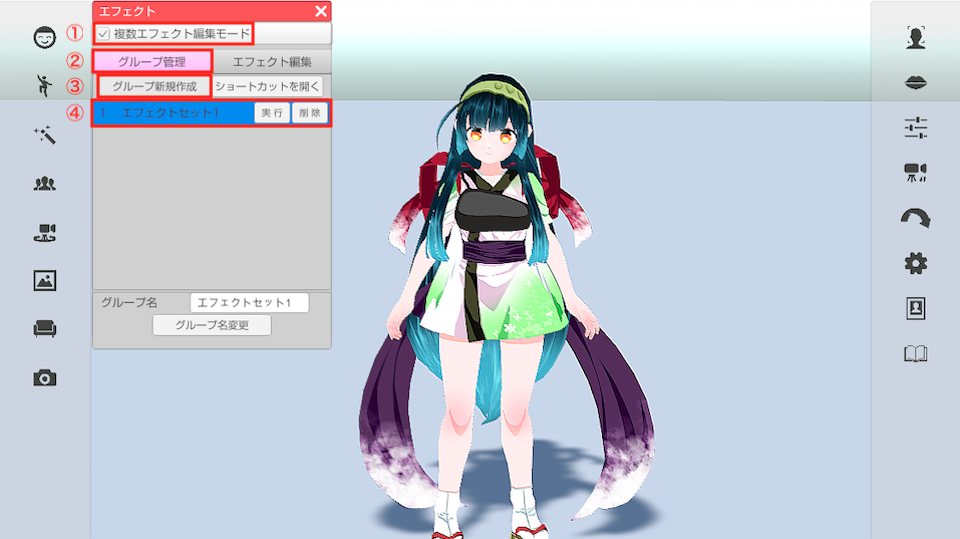 エフェクト
① 複数エフェクト編集モード
② グループ管理 エフェクト編集
③ グループ新規作成 ショートカットを開く
④ 1 エフェクトセット1 実行 削除
グループ名 エフェクトセット1
グループ名変更